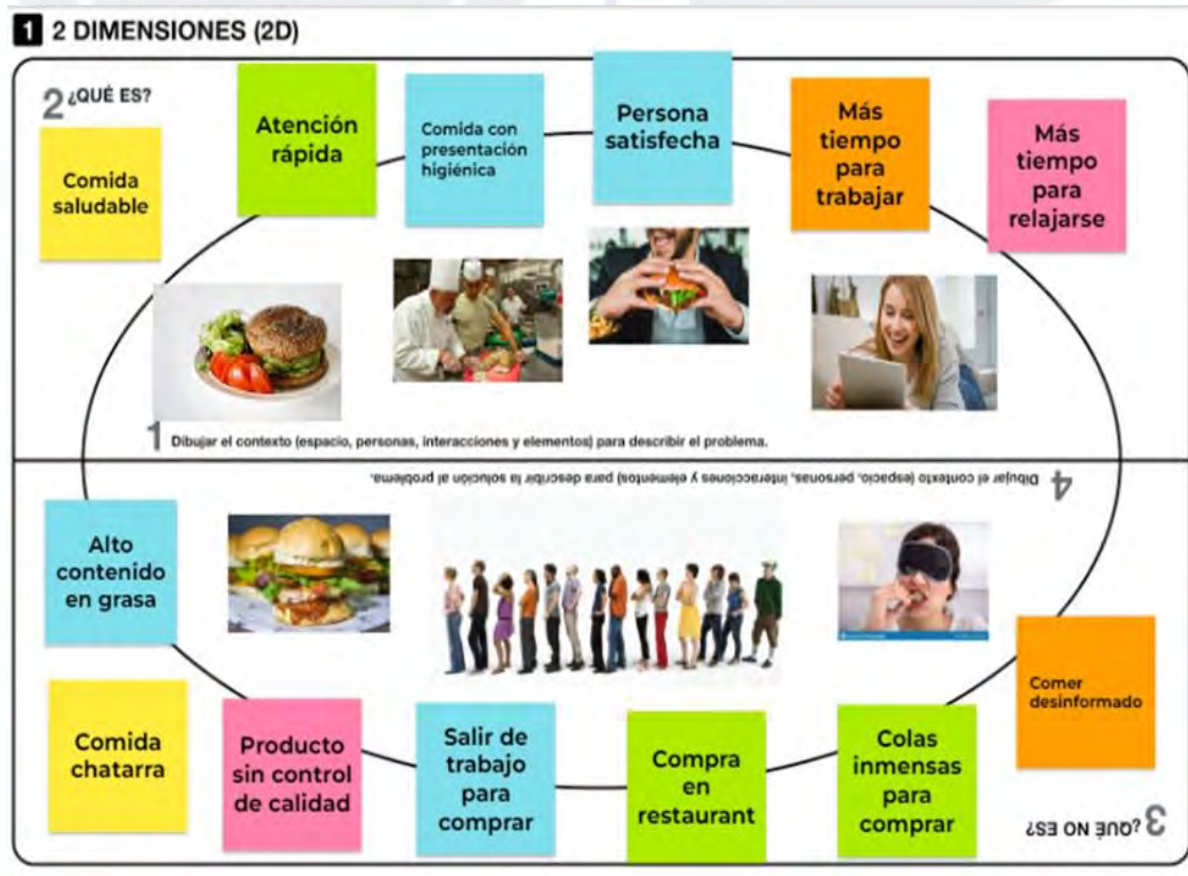 1 2 DIMENSIONES (2D)
2 ¿QUÉ ES?
Comida
saludable
Atención
rápida
Comida con
presentación
higiénica
Persona
satisfecha
Más
tiempo
para
trabajar
Más
tiempo
para
relajarse
1 Dibujar el contexto (espacio, personas, interacciones y elementos) para describir el problema.
4 Dibujar el contexto (espacio, personas, interacciones y elementos) para describir la solución al problema.
Alto
contenido
en grasa
Comida
chatarra
Producto
sin control
de calidad
Salir de
trabajo
para
comprar
Compra
en
restaurant
Colas
inmensas
para
comprar
Comer
desinformado
3 ¿QUÉ NO ES?